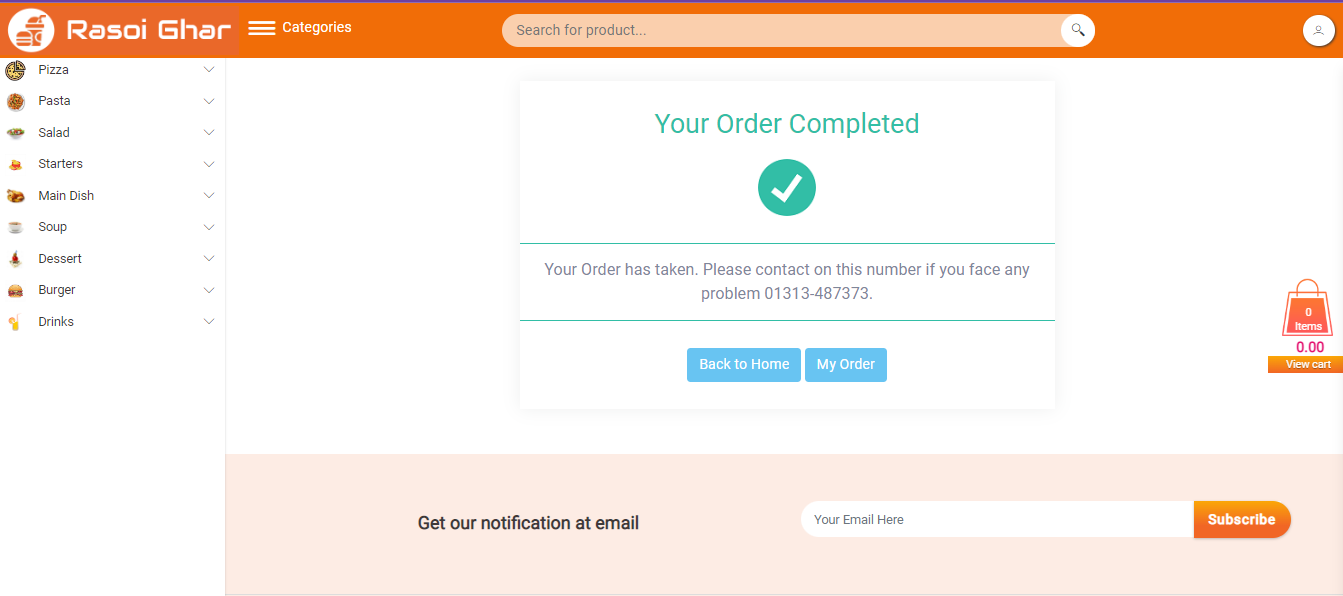 Rasoi Ghar
Categories
Search for product...
Pizza
Pasta
Salad
Starters
Main Dish
Soup
Dessert
Burger
Drinks
Your Order Completed
Your Order has taken. Please contact on this number if you face any
problem 01313-487373.
Back to Home
My Order
0
Items
0.00
View cart
Get our notification at email
Your Email Here
Subscribe